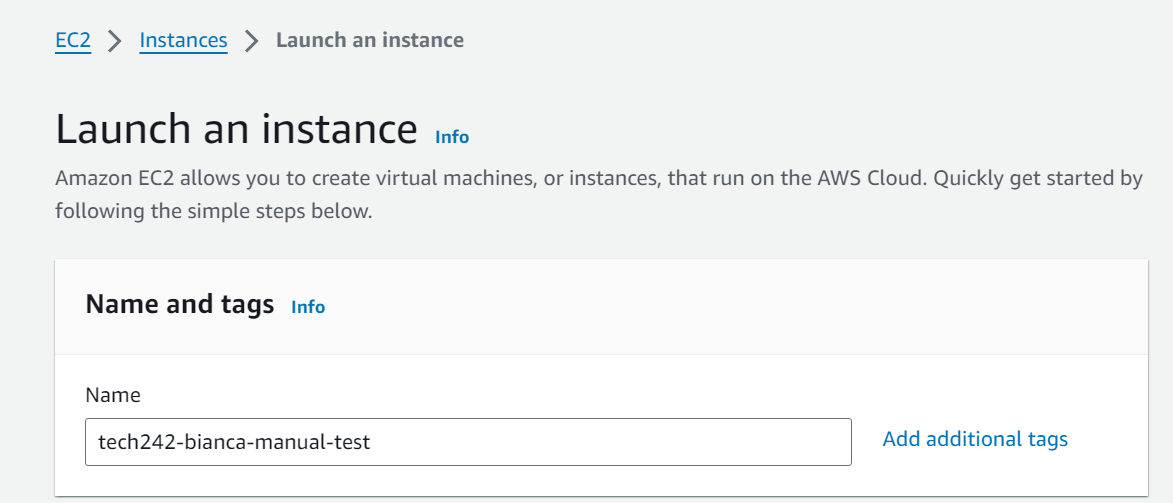 EC2 > Instances > Launch an instance
Launch an instance Info
Amazon EC2 allows you to create virtual machines, or instances, that run on the AWS Cloud. Quickly get started by
following the simple steps below.
Name and tags Info
Name
tech242-bianca-manual-test Add additional tags